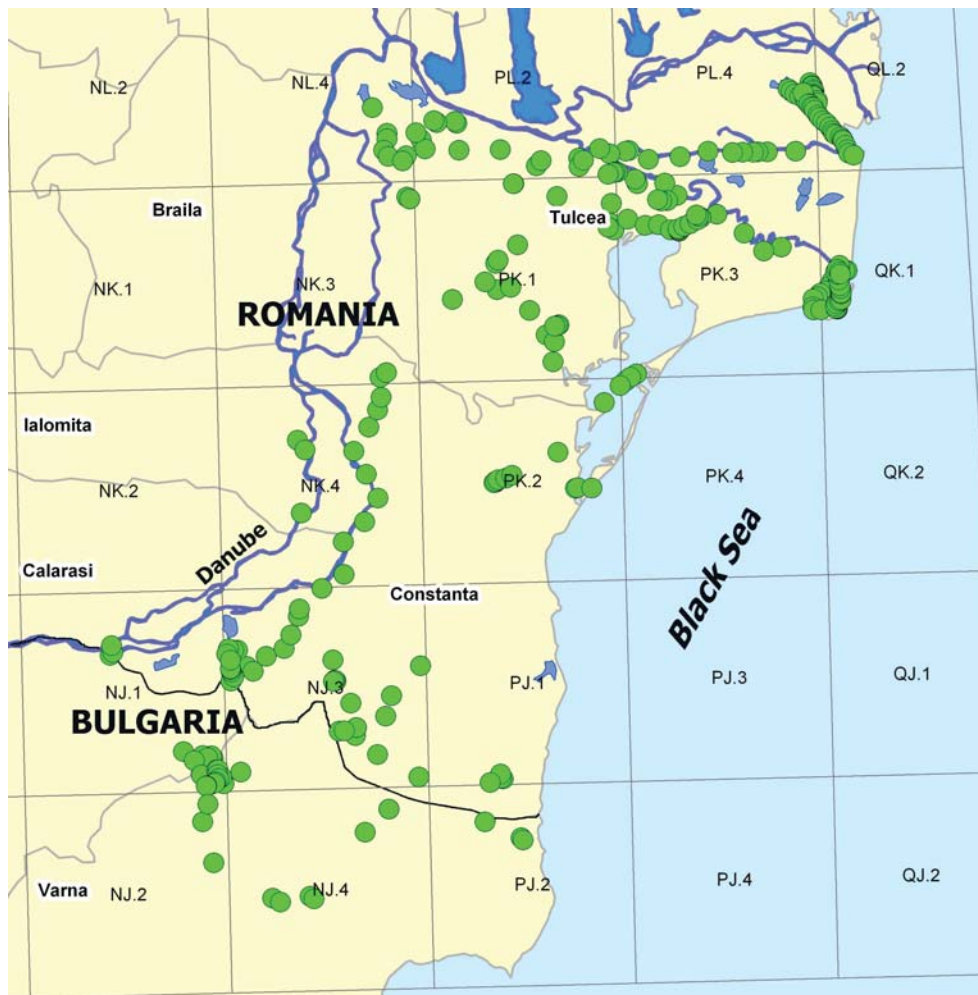 NL.2
NL.4
PL.2
PL.4
QL.2
Braila
Tulcea
NK.1
NK.3
PK.1
PK.3
QK.1
ROMANIA
Ialomita
NK.2
NK.4
PK.2
PK.4
QK.2
Danube
Black Sea
Calarasi
Constanta
NJ.1
NJ.3
PJ.1
PJ.3
QJ.1
BULGARIA
Varna
NJ.2
NJ.4
PJ.2
PJ.4
QJ.2